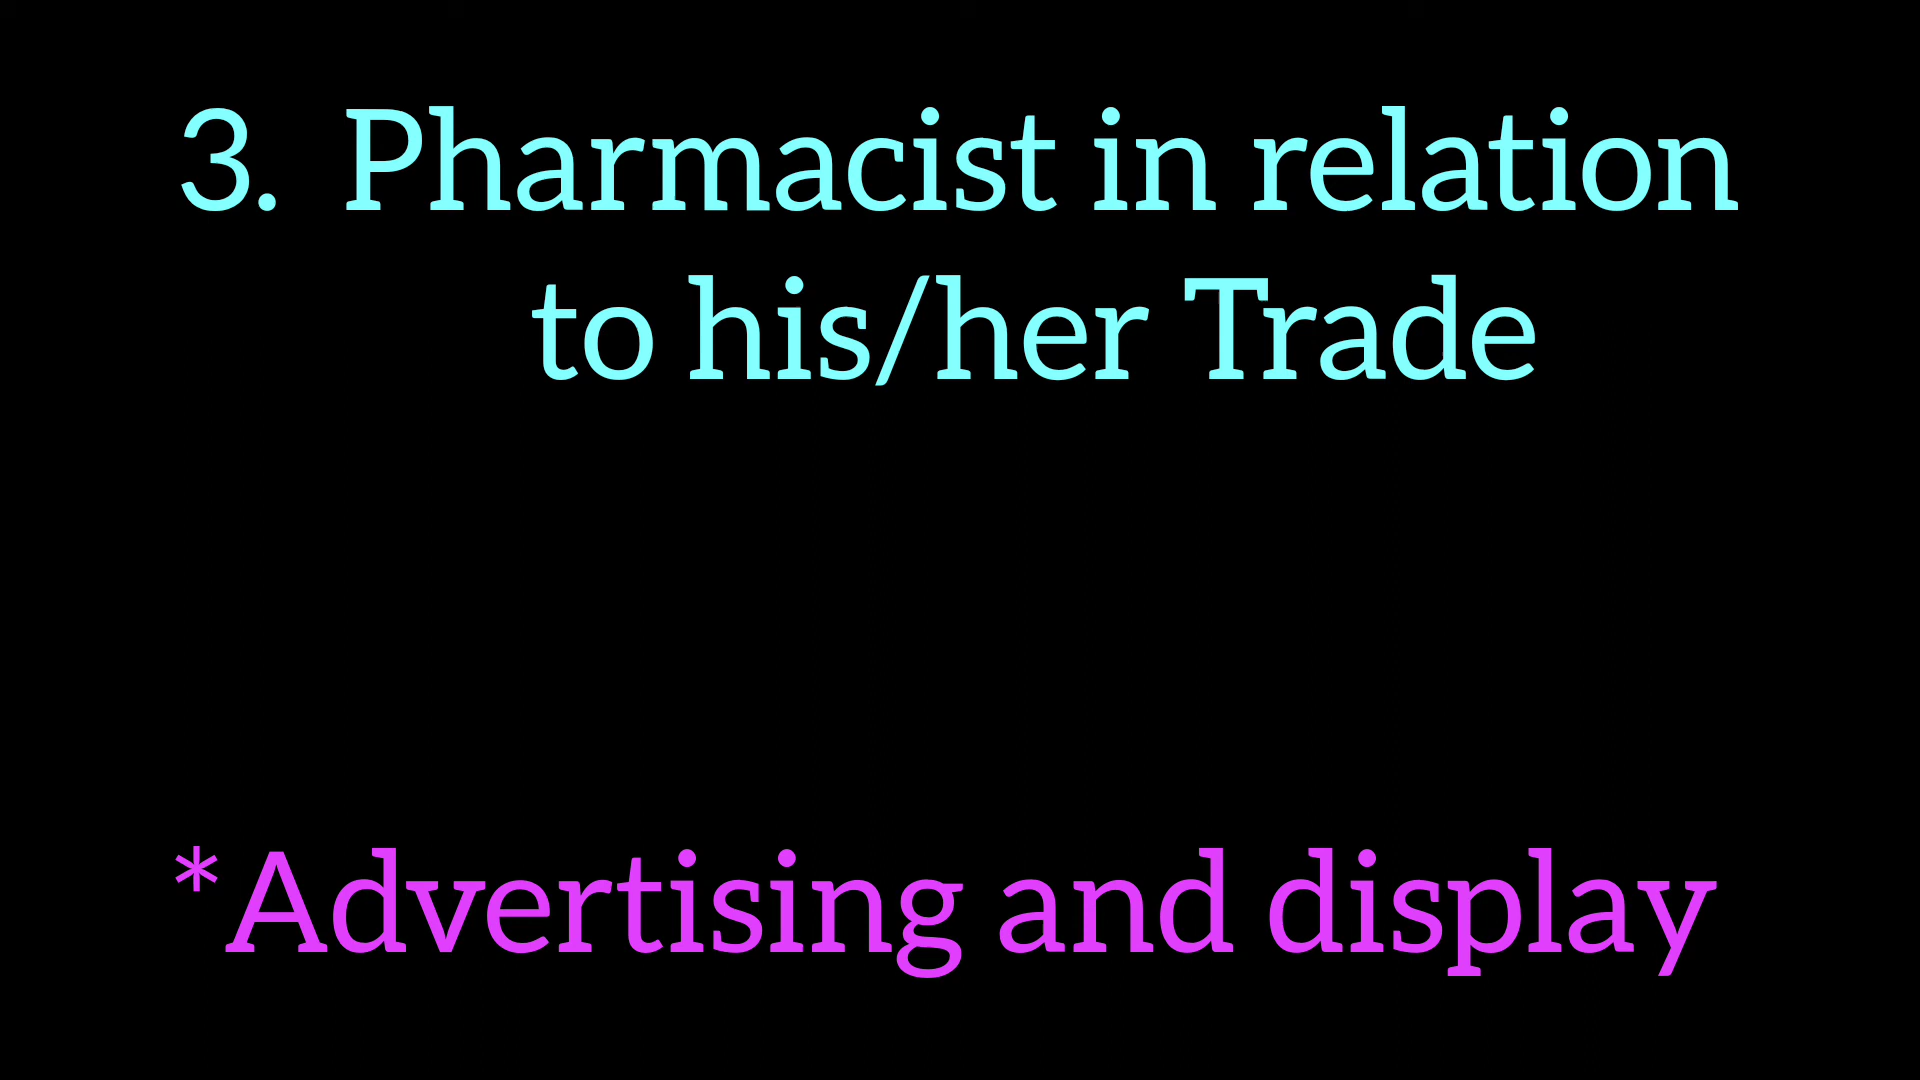 3. Pharmacist in relation
to his/her Trade
*Advertising and display